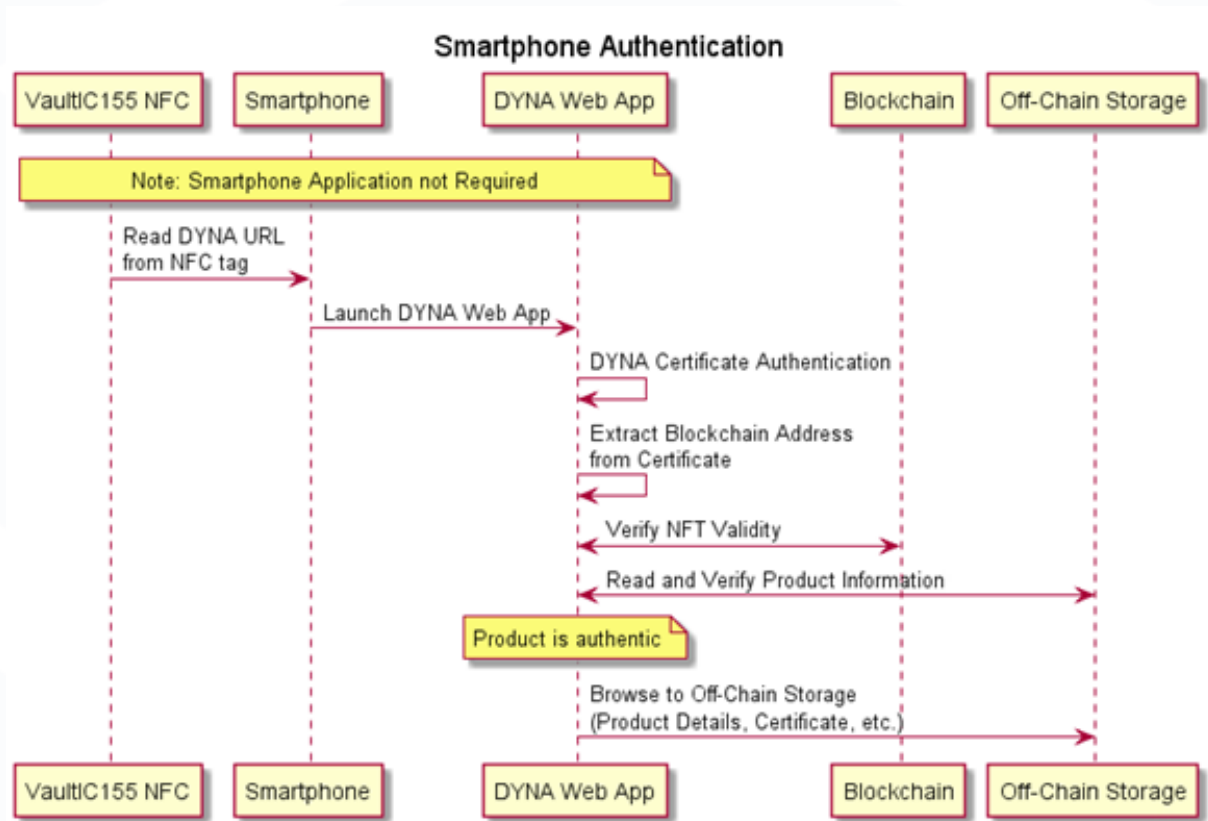 Smartphone Authentication
VaultIC155 NFC
Smartphone
DYNA Web App
Blockchain
Off-Chain Storage
Note: Smartphone Application not Required
Read DYNA URL
from NFC tag
Launch DYNA Web App
DYNA Certificate Authentication
Extract Blockchain Address
from Certificate
Verify NFT Validity
Read and Verify Product Information
Product is authentic
Browse to Off-Chain Storage
(Product Details, Certificate, etc.)
VaultIC155 NFC
Smartphone
DYNA Web App
Blockchain
Off-Chain Storage